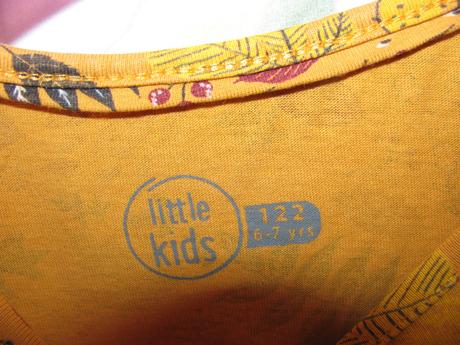 little
kids
122
6-7 yrs